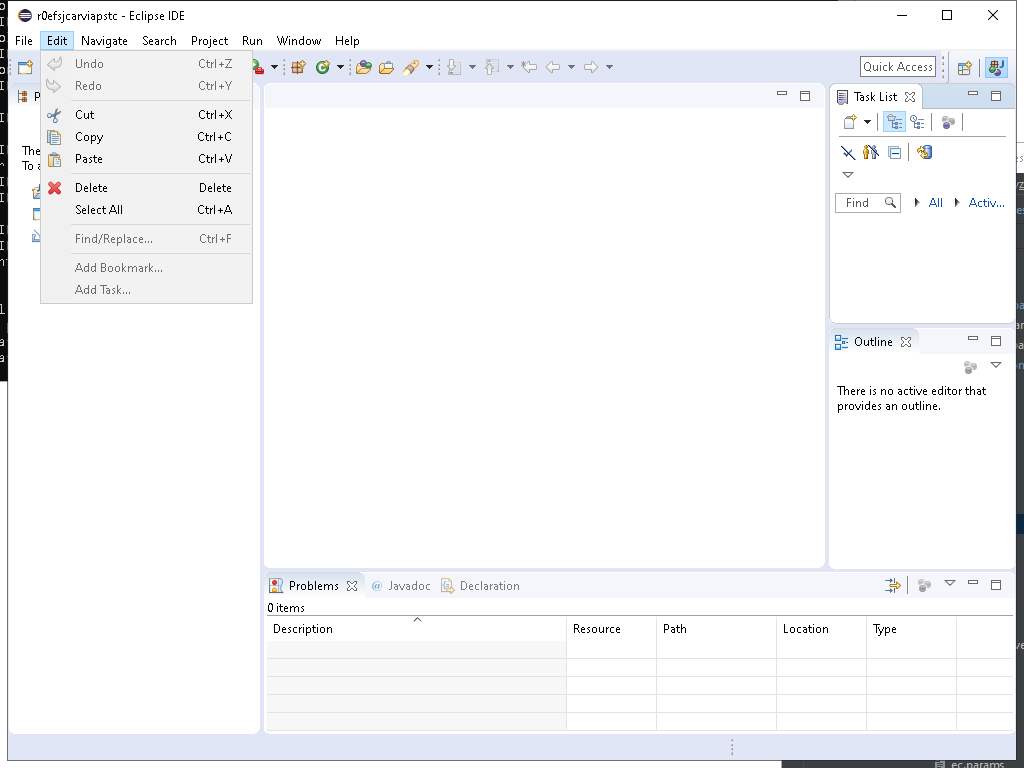 r0efsjcarviapstc - Eclipse IDE
File Edit Navigate Search Project Run Window Help
Undo Ctrl+Z
Redo Ctrl+Y
Cut Ctrl+X
Copy Ctrl+C
Paste Ctrl+V
Delete Delete
Select All Ctrl+A
Find/Replace... Ctrl+F
Add Bookmark...
Add Task...
Quick Access
P
The
To a
Task List
Find All Activ...
Outline
There is no active editor that
provides an outline.
Problems @ Javadoc Declaration
0 items
Description Resource Path Location Type
ec.params